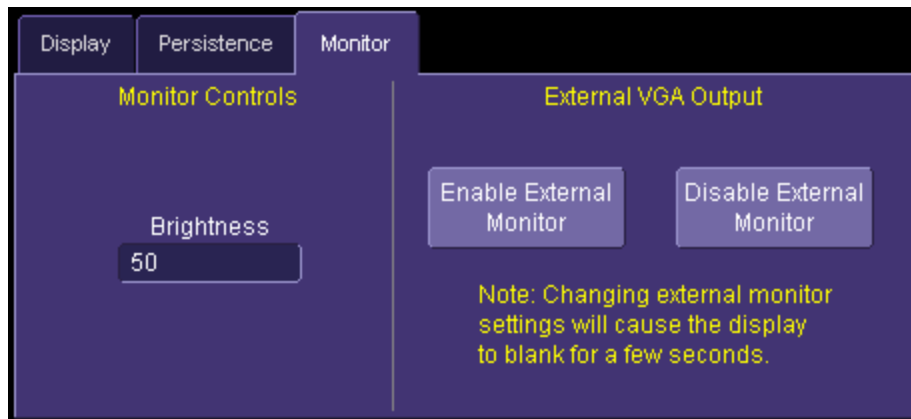 Display Persistence Monitor
Monitor Controls
Brightness
50
External VGA Output
Enable External
Monitor
Disable External
Monitor
Note: Changing external monitor
settings will cause the display
to blank for a few seconds.